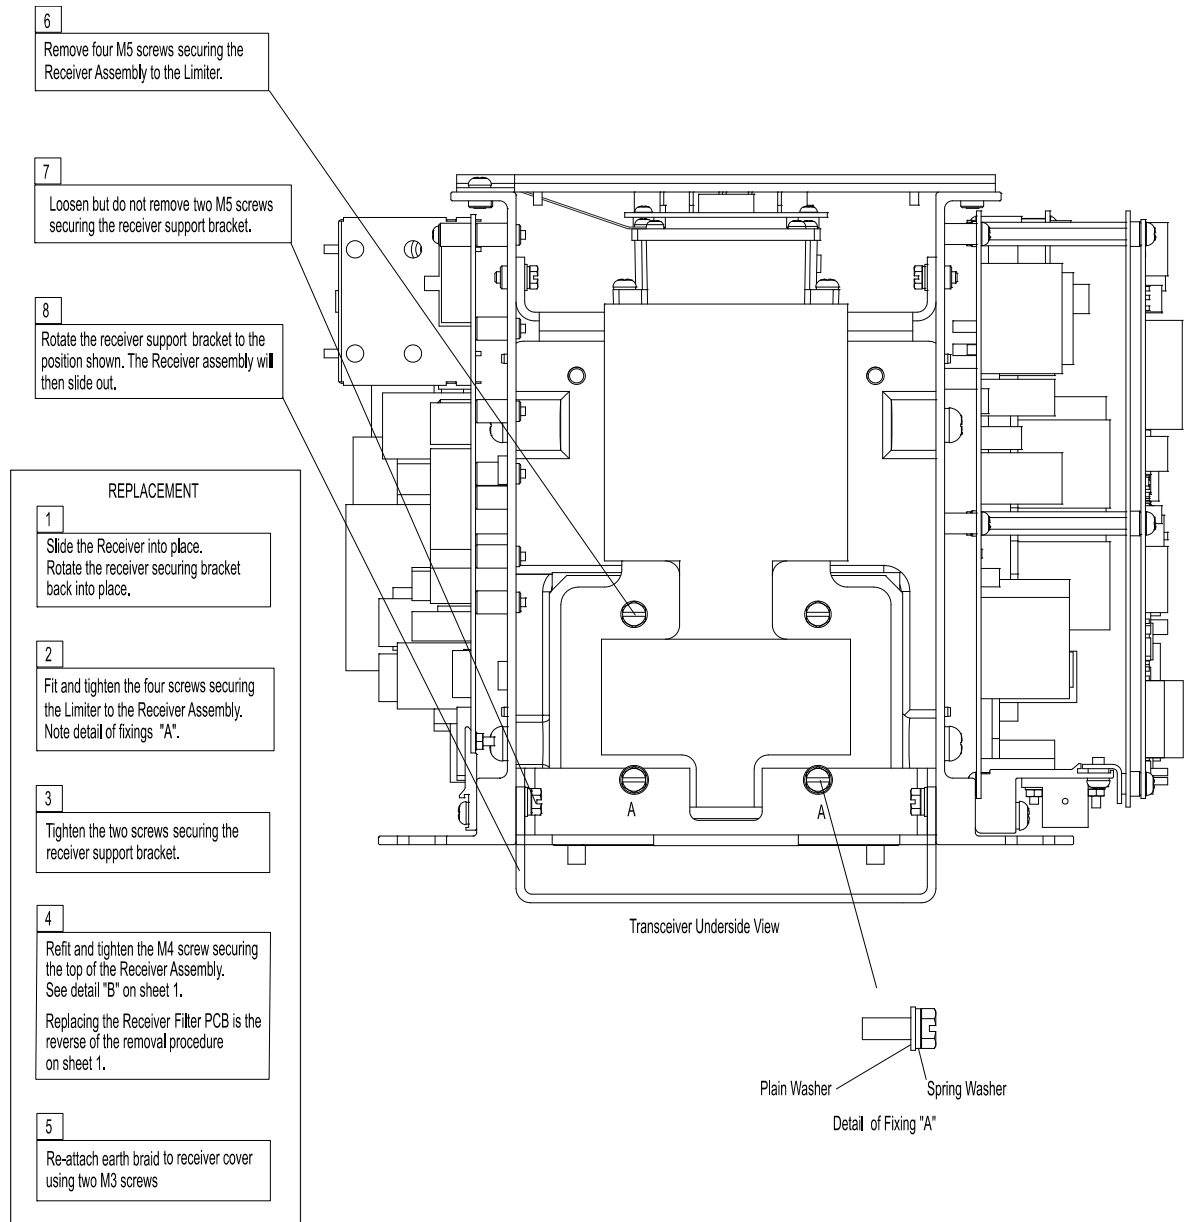 6
Remove four M5 screws securing the
Receiver Assembly to the Limiter.
7
Loosen but do not remove two M5 screws
securing the receiver support bracket.
8
Rotate the receiver support bracket to the
position shown. The Receiver assembly will
then slide out.
REPLACEMENT
1
Slide the Receiver into place.
Rotate the receiver securing bracket
back into place.
2
Fit and tighten the four screws securing
the Limiter to the Receiver Assembly.
Note detail of fixings "A".
3
Tighten the two screws securing the
receiver support bracket.
4
Refit and tighten the M4 screw securing
the top of the Receiver Assembly.
See detail "B" on sheet 1.
Replacing the Receiver Filter PCB is the
reverse of the removal procedure
on sheet 1.
5
Re-attach earth braid to receiver cover
using two M3 screws
A
A
Transceiver Underside View
Plain Washer
Spring Washer
Detail of Fixing "A"